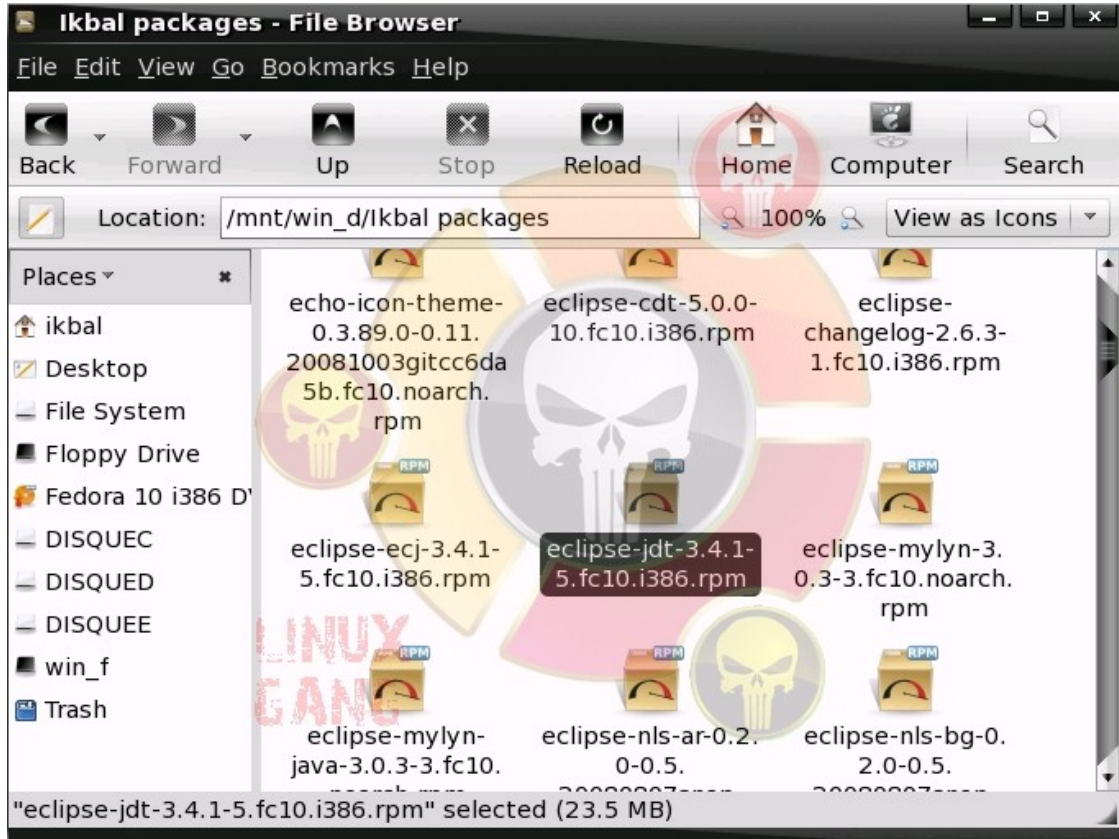 Ikbal packages - File Browser
File Edit View Go Bookmarks Help
Back Forward Up Stop Reload Home Computer Search
Location: /mnt/win_d/Ikbal packages 100% View as Icons
Places
ikbal
Desktop
File System
Floppy Drive
Fedora 10 i386 D
DISQUEC
DISQUED
DISQUEE
win_f
Trash
echo-icon-theme-
0.3.89.0-0.11.
20081003gitcc6da
5b.fc10.noarch.
rpm
eclipse-cdt-5.0.0-
10.fc10.i386.rpm
eclipse-
changelog-2.6.3-
1.fc10.i386.rpm
RPM
eclipse-ecj-3.4.1-
5.fc10.i386.rpm
RPM
eclipse-jdt-3.4.1-
5.fc10.i386.rpm
RPM
eclipse-mylyn-3.
0.3-3.fc10.noarch.
rpm
LINUX
GANG
RPM
eclipse-mylyn-
java-3.0.3-3.fc10.
noarch.rpm
RPM
eclipse-nls-ar-0.2.
0-0.5.
20080807snap
RPM
eclipse-nls-bg-0.
2.0-0.5.
20080807snap
"eclipse-jdt-3.4.1-5.fc10.i386.rpm" selected (23.5 MB)